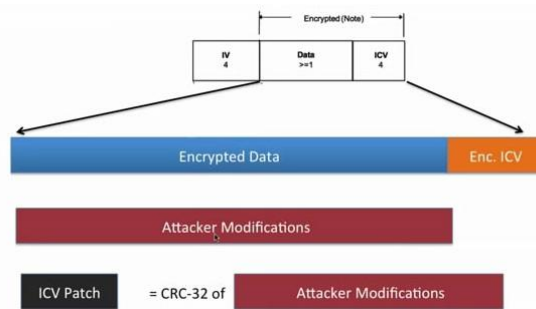 Encrypted (Note)
IV
4
Data
>=1
ICV
4
Encrypted Data
Enc. ICV
Attacker Modifications
ICV Patch = CRC-32 of Attacker Modifications